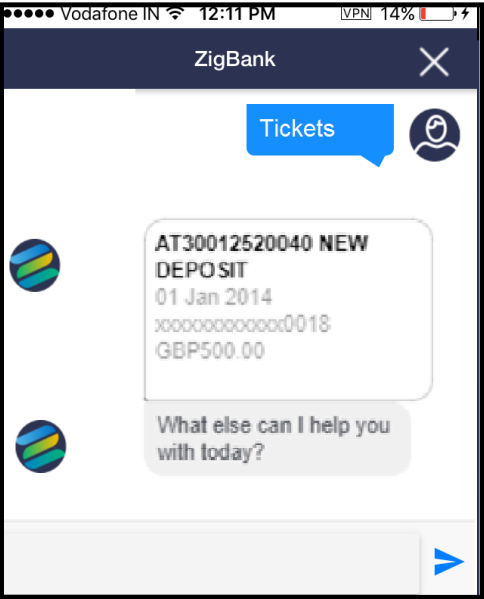 Vodafone IN 12:11 PM VPN 14%
ZigBank
Tickets
AT30012520040 NEW
DEPOSIT
01 Jan 2014
xxxxxxxxxxxxx0018
GBP500.00
What else can I help you
with today?